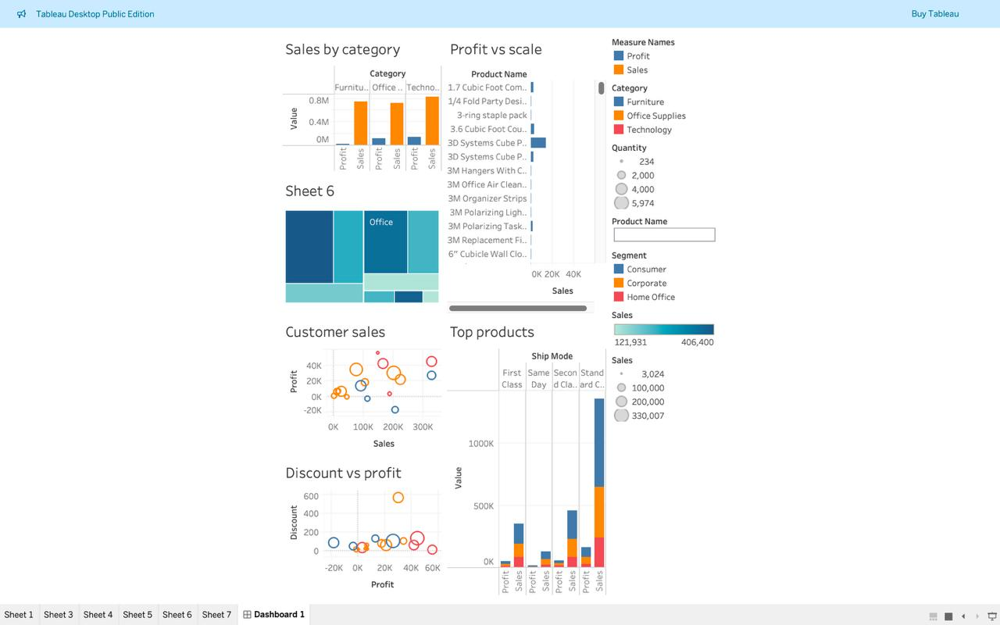 Tableau Desktop Public Edition
Buy Tableau
Sales by category
Category
Furnitu..
Office ..
Techno..
Value
0.8M
0.4M
0M
Profit
Sales
Profit
Sales
Profit
Sales
Sheet 6
Office
Customer sales
Profit
40K
20K
0K
-20K
0K
100K
200K
300K
Sales
Discount vs profit
Discount
600
400
200
0
-20K
0K
20K
40K
60K
Profit
Profit vs scale
Product Name
1.7 Cubic Foot Com..
1/4 Fold Party Desi..
3-ring staple pack
3.6 Cubic Foot Cou..
3D Systems Cube P..
3D Systems Cube P..
3M Hangers With C..
3M Office Air Clean..
3M Organizer Strips
3M Polarizing Ligh..
3M Polarizing Task..
3M Replacement Fi..
6” Cubicle Wall Clo..
0K
20K
40K
Sales
Top products
Ship Mode
First
Class
Same
Day
Secon
d Cla..
Stand
ard C..
Value
1000K
500K
0K
Profit
Sales
Profit
Sales
Profit
Sales
Profit
Sales
Measure Names
Profit
Sales
Category
Furniture
Office Supplies
Technology
Quantity
234
2,000
4,000
5,974
Product Name
Segment
Consumer
Corporate
Home Office
Sales
121,931
406,400
Sales
3,024
100,000
200,000
330,007
Sheet 1
Sheet 3
Sheet 4
Sheet 5
Sheet 6
Sheet 7
Dashboard 1